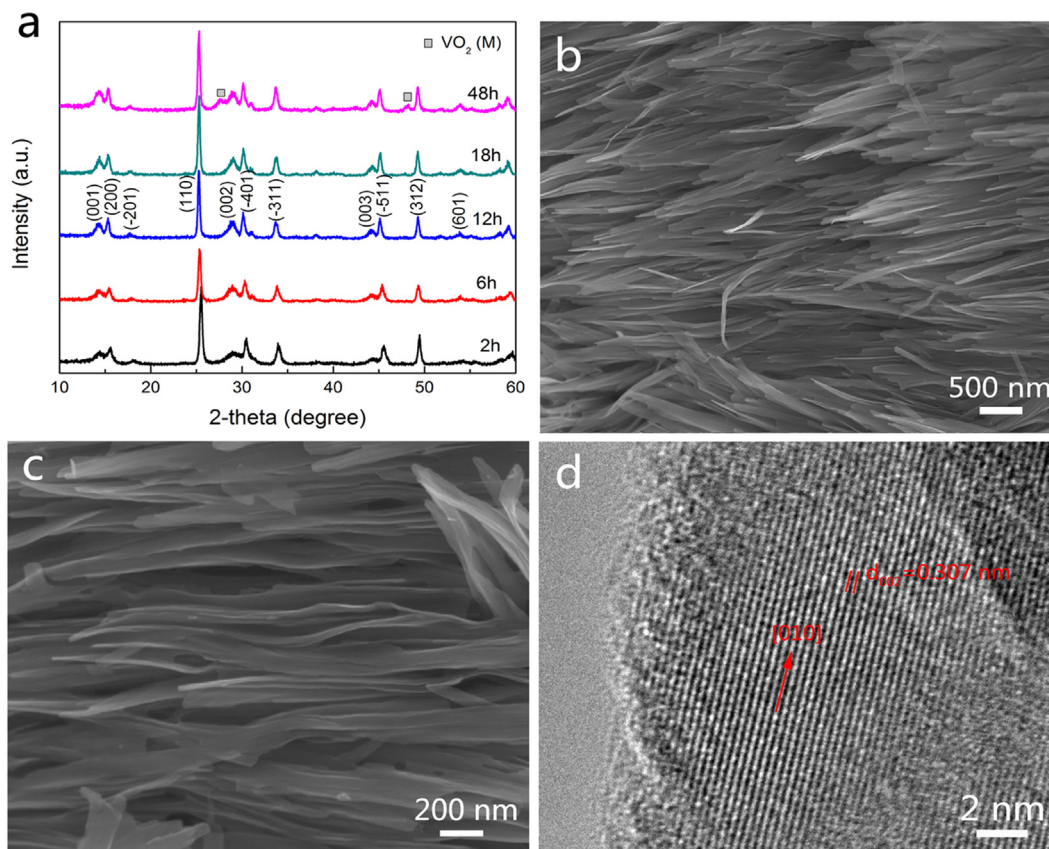 a
VO₂ (M)
48h
18h
12h
6h
2h
(001)
(200)
(-201)
(110)
(002)
(-401)
(-311)
(003)
(-511)
(312)
(601)
Intensity (a.u.)
10 20 30 40 50 60
2-theta (degree)
b
500 nm
c
200 nm
d
d₀₀₂=0.307 nm
[010]
2 nm